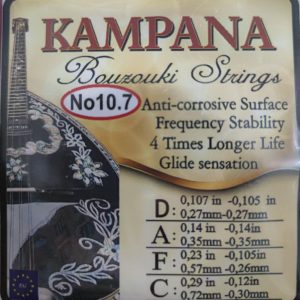 KAMPANA
Bouzouki Strings
No10.7
Anti-corrosive Surface
Frequency Stability
4 Times Longer Life
Glide sensation
D: 0,107 in -0,105 in
0,27mm-0,27mm
A: 0,14 in -0,14in
0,35mm-0,35mm
F: 0,23 in -0,105in
0,57mm-0,26mm
C: 0,29 in -0,12in
0,72mm -0,30mm